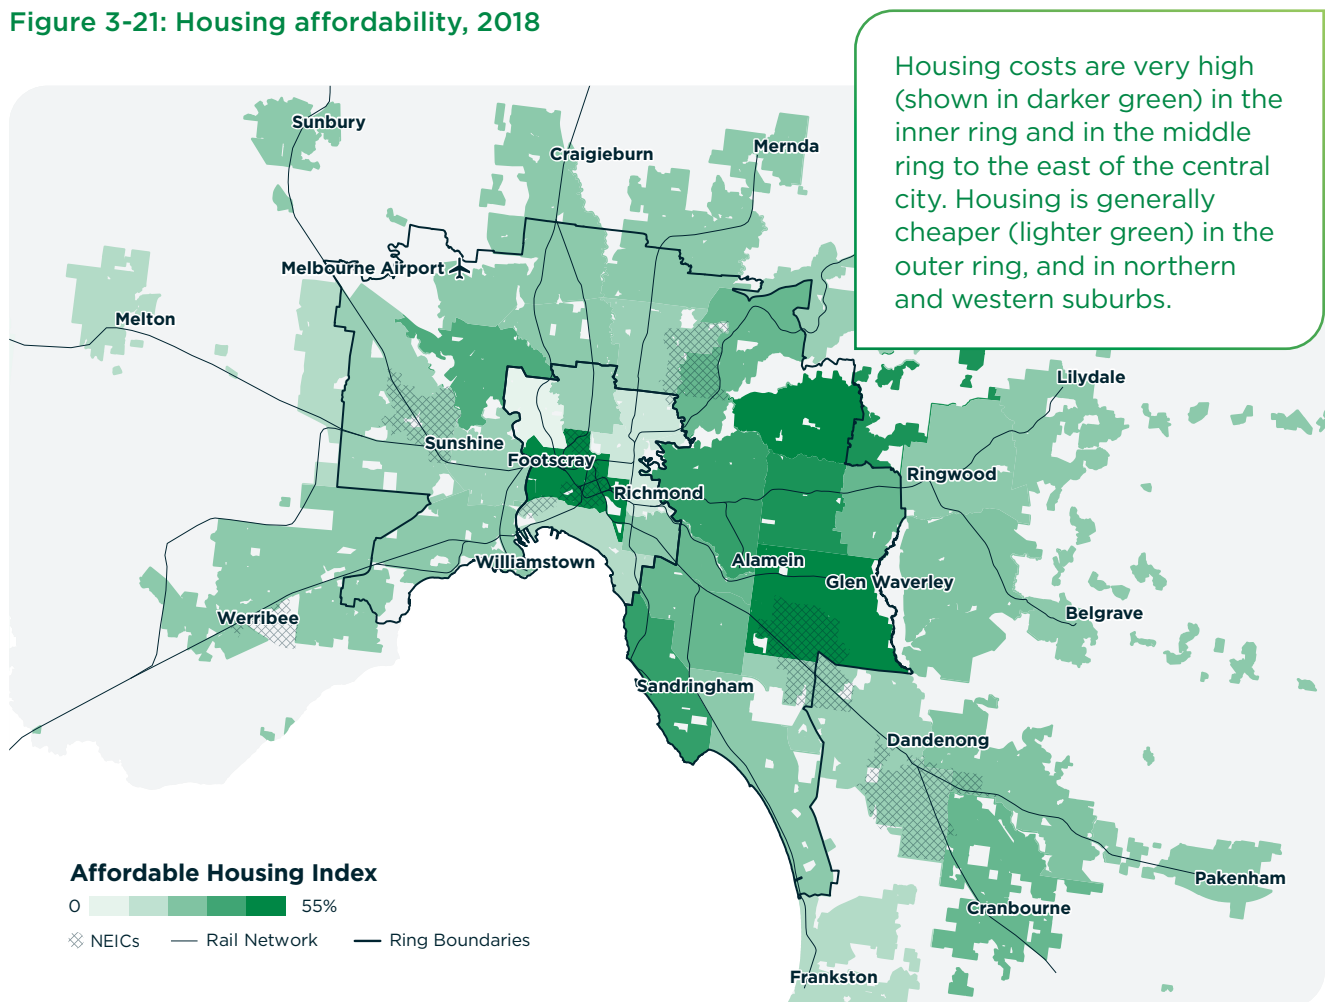 Figure 3-21: Housing affordability, 2018
Housing costs are very high
(shown in darker green) in the
inner ring and in the middle
ring to the east of the central
city. Housing is generally
cheaper (lighter green) in the
outer ring, and in northern
and western suburbs.
Sunbury
Craigieburn
Mernda
Melbourne Airport
Melton
Lilydale
Sunshine
Footscray
Ringwood
Richmond
Williamstown
Alamein
Glen Waverley
Werribee
Belgrave
Sandringham
Dandenong
Pakenham
Cranbourne
Frankston
Affordable Housing Index
0 55%
NEICs Rail Network Ring Boundaries